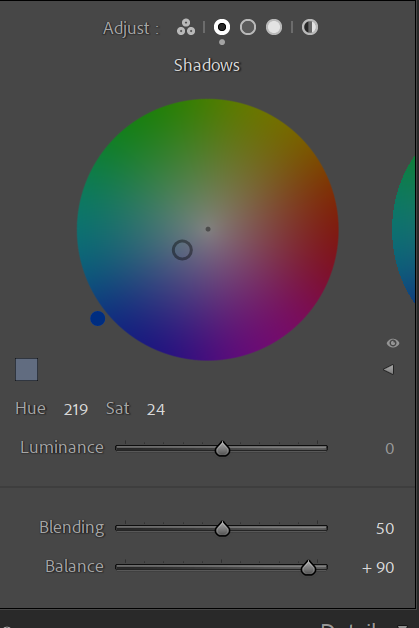 Adjust :
Shadows
Hue 219 Sat 24
Luminance 0
Blending 50
Balance + 90